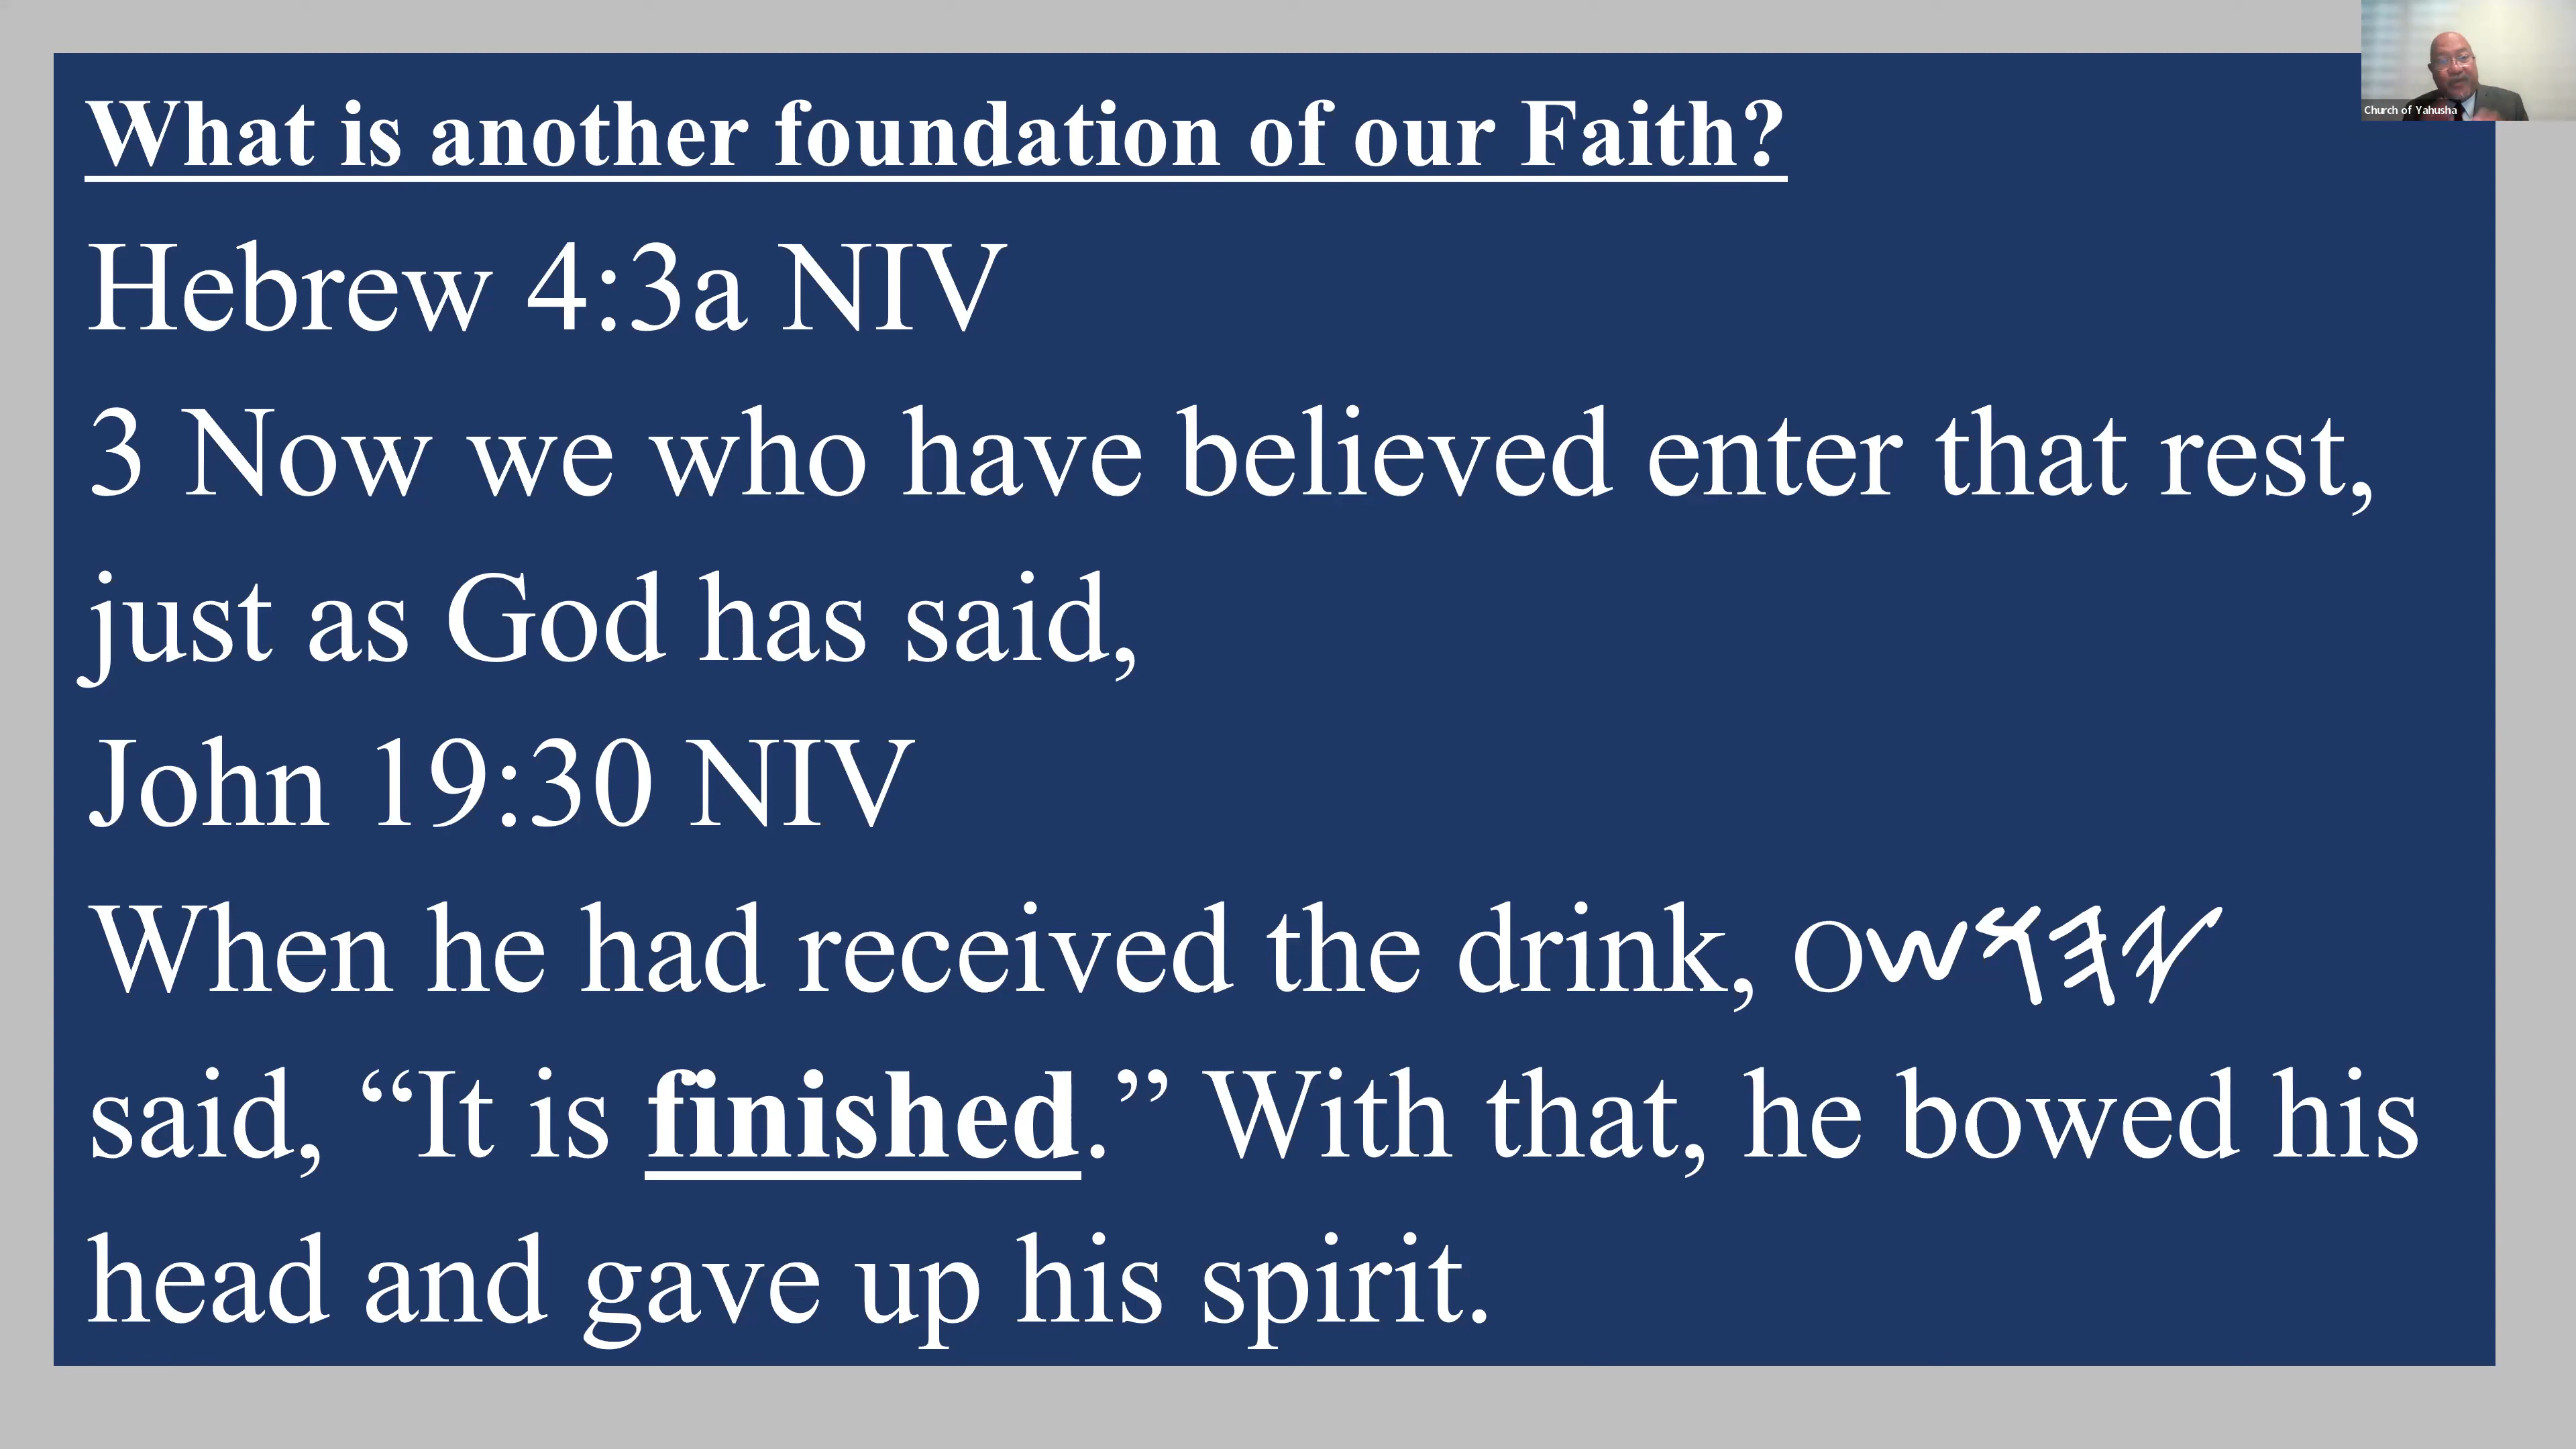 Church of Yahusha
What is another foundation of our Faith?
Hebrew 4:3a NIV
3 Now we who have believed enter that rest,
just as God has said,
John 19:30 NIV
When he had received the drink, 𐤉𐤄𐤅𐤔𐤏
said, “It is finished.” With that, he bowed his
head and gave up his spirit.